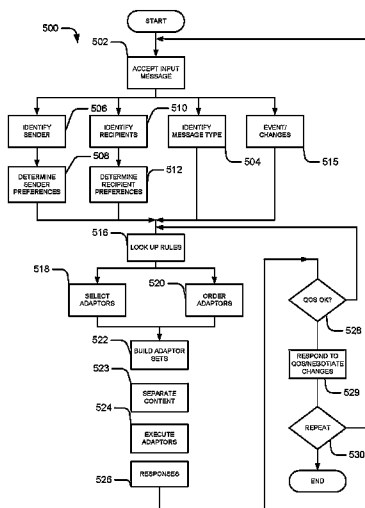 START
500
502
ACCEPT INPUT
MESSAGE
506
510
IDENTIFY
SENDER
IDENTIFY
RECIPIENTS
IDENTIFY
MESSAGE TYPE
EVENT/
CHANGES
508
512
504
515
DETERMINE
SENDER
PREFERENCES
DETERMINE
RECIPIENT
PREFERENCES
516
LOOK UP RULES
518
520
SELECT
ADAPTORS
ORDER
ADAPTORS
QOS OK?
528
522
BUILD ADAPTOR
SETS
RESPOND TO
QOS/NEGOTIATE
CHANGES
523
529
SEPARATE
CONTENT
524
EXECUTE
ADAPTORS
REPEAT
530
526
RESPONSES
END